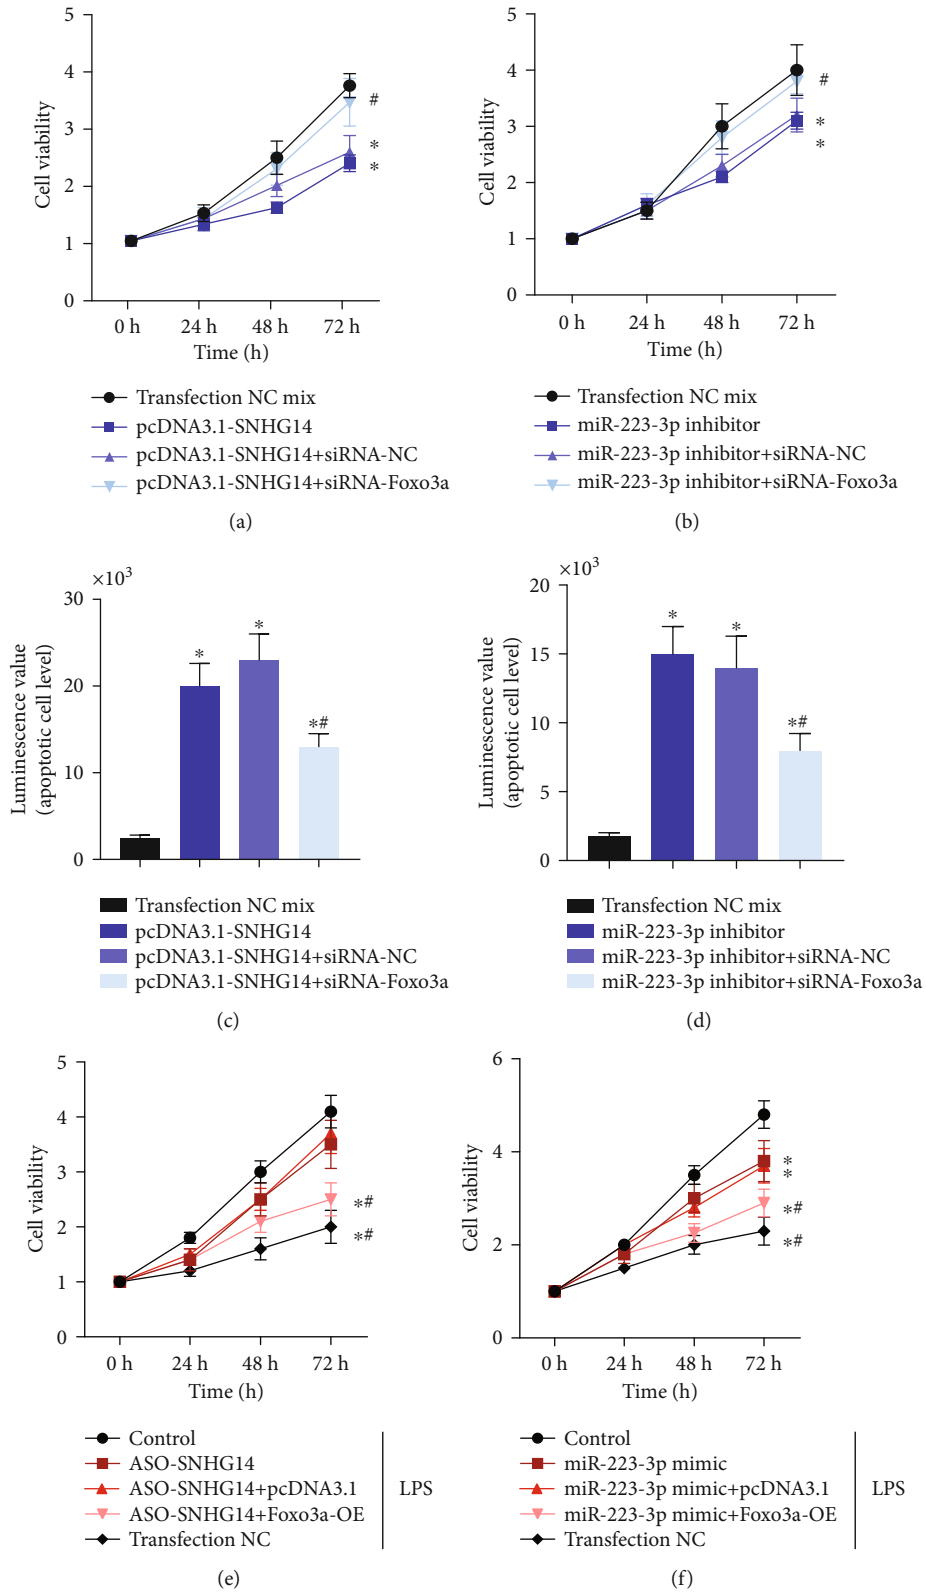 5
4
3
2
1
0
Cell viability
#
*
*
0 h 24 h 48 h 72 h
Time (h)
Transfection NC mix
pcDNA3.1-SNHG14
pcDNA3.1-SNHG14+siRNA-NC
pcDNA3.1-SNHG14+siRNA-Foxo3a
(a)
5
4
3
2
1
0
Cell viability
#
*
*
0 h 24 h 48 h 72 h
Time (h)
Transfection NC mix
miR-223-3p inhibitor
miR-223-3p inhibitor+siRNA-NC
miR-223-3p inhibitor+siRNA-Foxo3a
(b)
×10³
30
20
10
0
Luminescence value
(apoptotic cell level)
*
*
*#
Transfection NC mix
pcDNA3.1-SNHG14
pcDNA3.1-SNHG14+siRNA-NC
pcDNA3.1-SNHG14+siRNA-Foxo3a
(c)
×10³
20
15
10
5
0
Luminescence value
(apoptotic cell level)
*
*
*#
Transfection NC mix
miR-223-3p inhibitor
miR-223-3p inhibitor+siRNA-NC
miR-223-3p inhibitor+siRNA-Foxo3a
(d)
5
4
3
2
1
0
Cell viability
*#
*#
0 h 24 h 48 h 72 h
Time (h)
Control
ASO-SNHG14
ASO-SNHG14+pcDNA3.1
ASO-SNHG14+Foxo3a-OE
Transfection NC
LPS
(e)
6
4
2
0
Cell viability
*
*
*#
*#
0 h 24 h 48 h 72 h
Time (h)
Control
miR-223-3p mimic
miR-223-3p mimic+pcDNA3.1
miR-223-3p mimic+Foxo3a-OE
Transfection NC
LPS
(f)